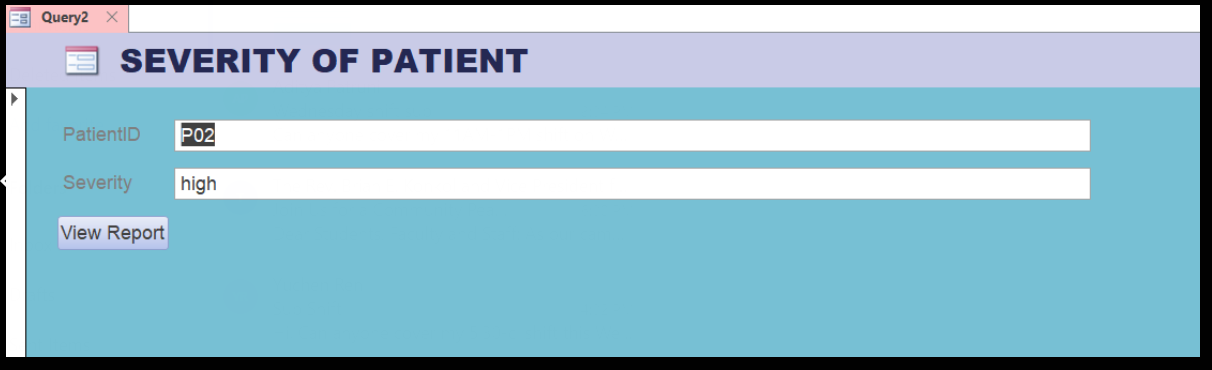 Query2
SEVERITY OF PATIENT
PatientID P02
Severity high
View Report